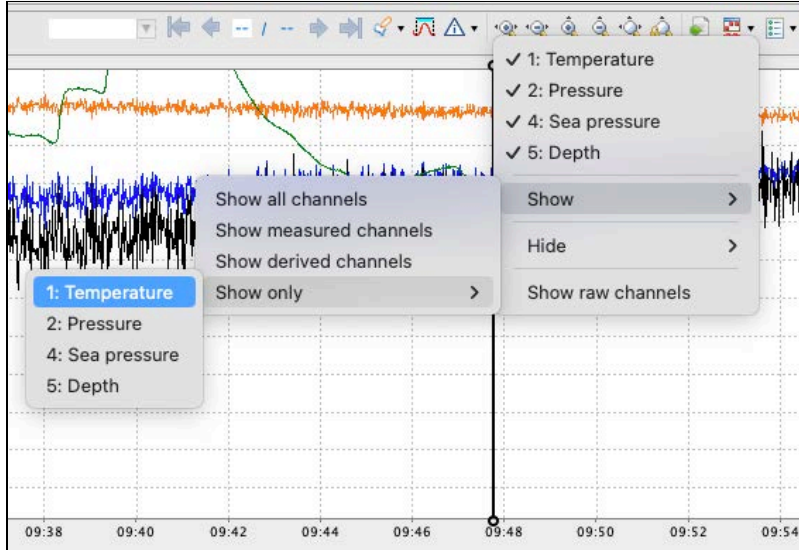 -- / --
✓ 1: Temperature
✓ 2: Pressure
✓ 4: Sea pressure
✓ 5: Depth
Show >
Hide >
Show raw channels
Show all channels
Show measured channels
Show derived channels
Show only >
1: Temperature
2: Pressure
4: Sea pressure
5: Depth
09:38 09:40 09:42 09:44 09:46 09:48 09:50 09:52 09:54